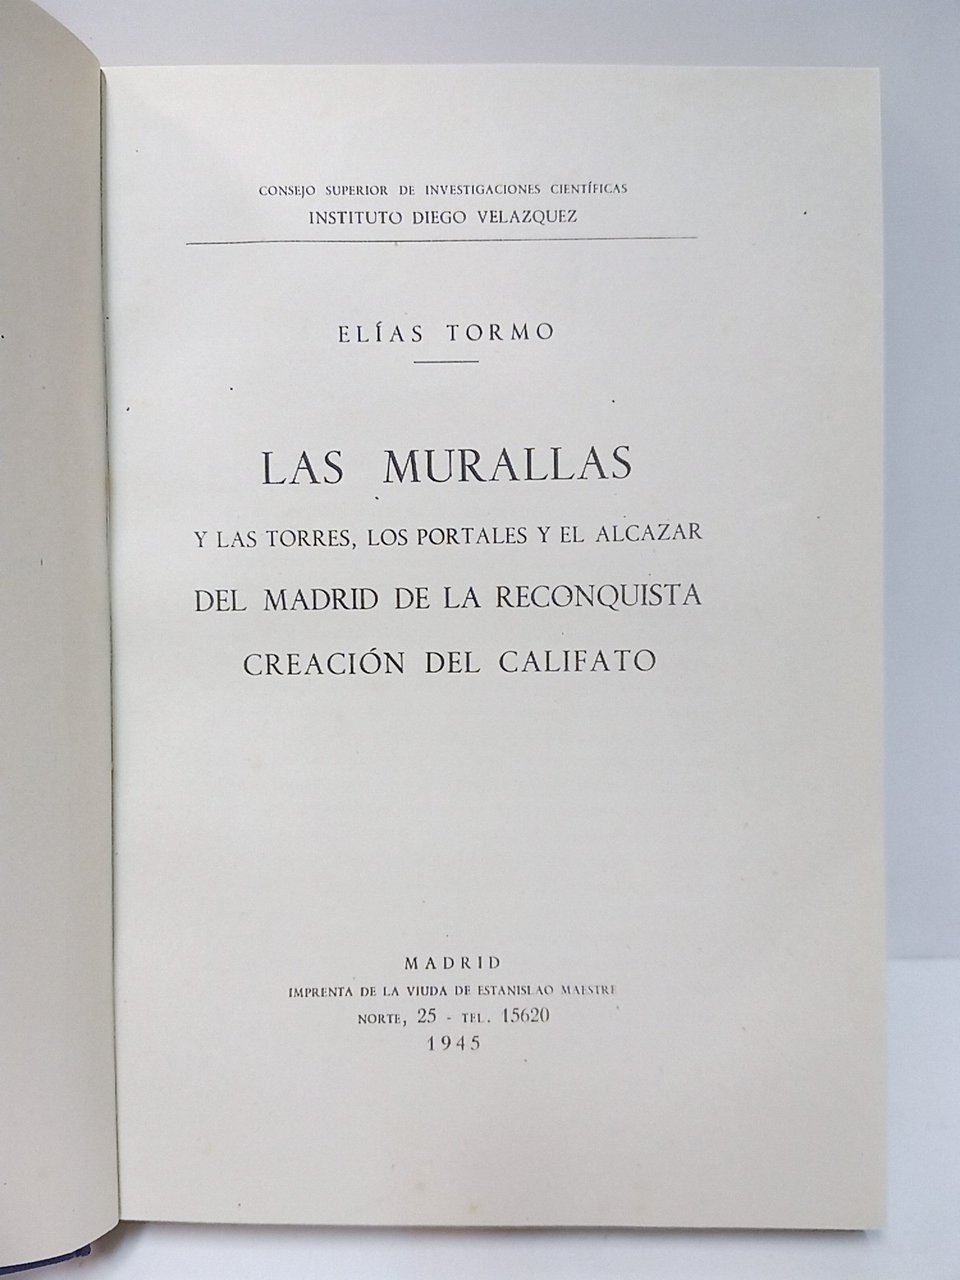 CONSEJO SUPERIOR DE INVESTIGACIONES CIENTÍFICAS
INSTITUTO DIEGO VELAZQUEZ
ELÍAS TORMO
LAS MURALLAS
Y LAS TORRES, LOS PORTALES Y EL ALCAZAR
DEL MADRID DE LA RECONQUISTA
CREACIÓN DEL CALIFATO
MADRID
IMPRENTA DE LA VIUDA DE ESTANISLAO MAESTRE
NORTE, 25 - TEL. 15620
1945